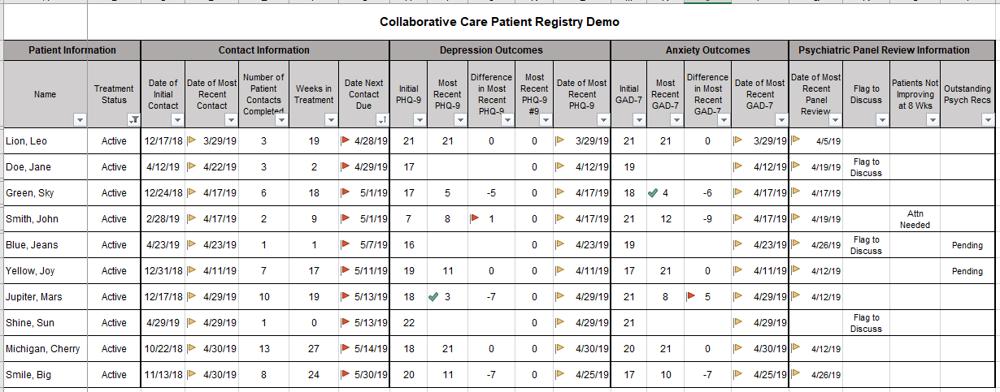 Collaborative Care Patient Registry Demo
Patient Information Contact Information Depression Outcomes Anxiety Outcomes Psychiatric Panel Review Information
Name
Treatment
Status
Date of
Initial
Contact
Date of Most
Recent
Contact
Number of
Patient
Contacts
Completed
Weeks in
Treatment
Date Next
Contact
Due
Initial
PHQ-9
Most
Recent
PHQ-9
Difference
in Most
Recent
PHQ-9
Most
Recent
PHQ-9
#9
Date of Most
Recent
PHQ-9
Initial
GAD-7
Most
Recent
GAD-7
Difference
in Most
Recent
GAD-7
Date of Most
Recent
GAD-7
Date of Most
Recent
Panel
Review
Flag to
Discuss
Patients Not
Improving
at 8 Wks
Outstanding
Psych Recs
Lion, Leo Active 12/17/18 3/29/19 3 19 4/28/19 21 21 0 0 3/29/19 21 21 0 3/29/19 4/5/19
Doe, Jane Active 4/12/19 4/22/19 3 2 4/29/19 17 0 4/12/19 19 4/12/19 4/19/19 Flag to
Discuss
Green, Sky Active 12/24/18 4/17/19 6 18 5/1/19 17 5 -5 0 4/17/19 18 4 -6 4/17/19 4/17/19
Smith, John Active 2/28/19 4/17/19 2 9 5/1/19 7 8 1 0 4/17/19 21 12 -9 4/17/19 4/19/19 Attn
Needed
Blue, Jeans Active 4/23/19 4/23/19 1 1 5/7/19 16 0 4/23/19 19 4/23/19 4/26/19 Flag to
Discuss Pending
Yellow, Joy Active 12/31/18 4/11/19 7 17 5/11/19 19 11 0 0 4/11/19 17 21 0 4/11/19 4/12/19 Pending
Jupiter, Mars Active 12/17/18 4/29/19 10 19 5/13/19 18 3 -7 0 4/29/19 21 8 5 4/29/19 4/12/19
Shine, Sun Active 4/29/19 4/29/19 1 0 5/13/19 22 0 4/29/19 21 4/29/19 Flag to
Discuss
Michigan, Cherry Active 10/22/18 4/30/19 13 27 5/14/19 18 21 0 0 4/30/19 20 21 0 4/30/19 4/12/19
Smile, Big Active 11/13/18 4/30/19 8 24 5/30/19 20 11 -7 0 4/25/19 17 10 -7 4/25/19 4/26/19